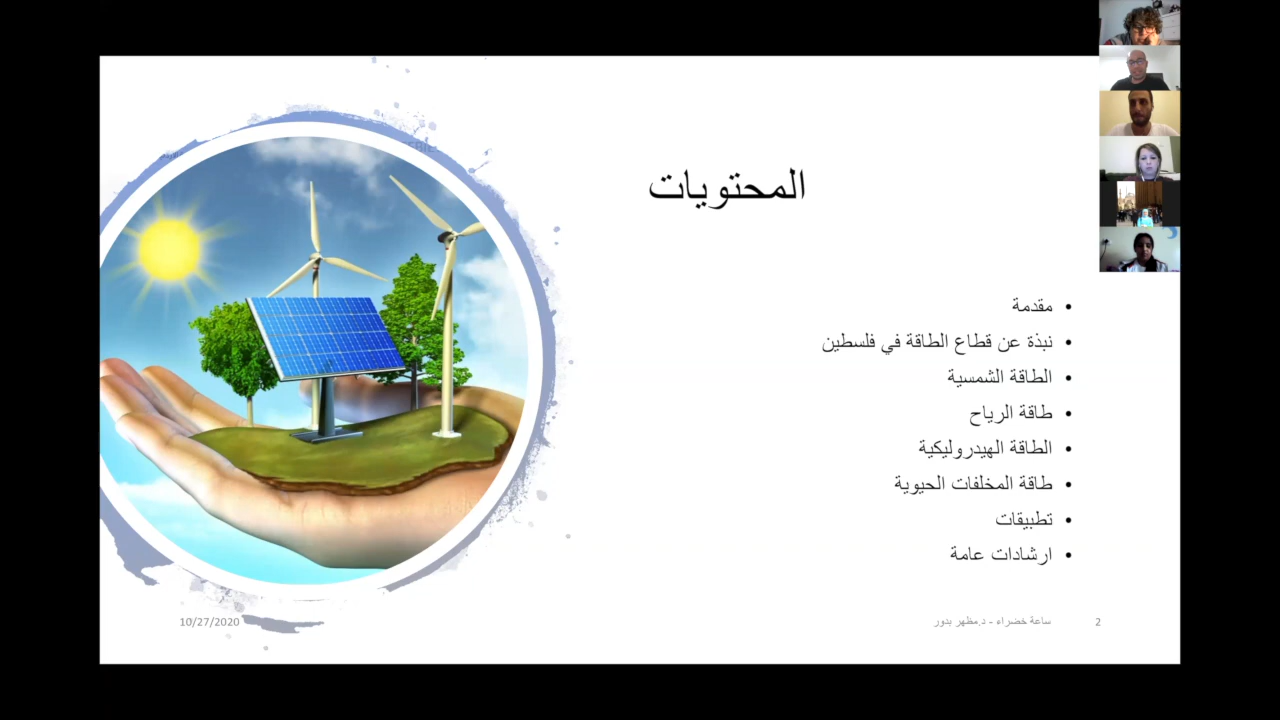 المحتويات
مقدمة
نبذة عن قطاع الطاقة في فلسطين
الطاقة الشمسية
طاقة الرياح
الطاقة الهيدروليكية
طاقة المخلفات الحيوية
تطبيقات
ارشادات عامة
10/27/2020
ساعة خضراء - د.مظهر بدور
2